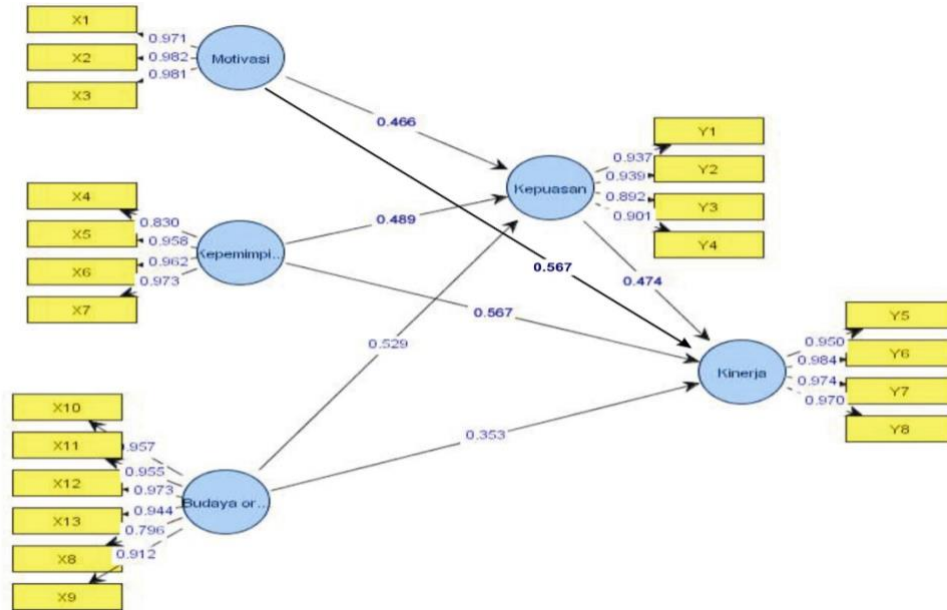 X1
X2
X3
0.971
0.982
0.981
Motivasi
0.466
X4
X5
X6
X7
0.830
0.958
0.962
0.973
Kepemimpi...
0.489
0.567
0.567
Kepuasan
0.937
0.939
0.892
0.901
Y1
Y2
Y3
Y4
0.474
0.529
0.353
Kinerja
0.950
0.984
0.974
0.970
Y5
Y6
Y7
Y8
X10
X11
X12
X13
X8
X9
.957
0.955
0.973
0.944
0.796
0.912
Budaya or...